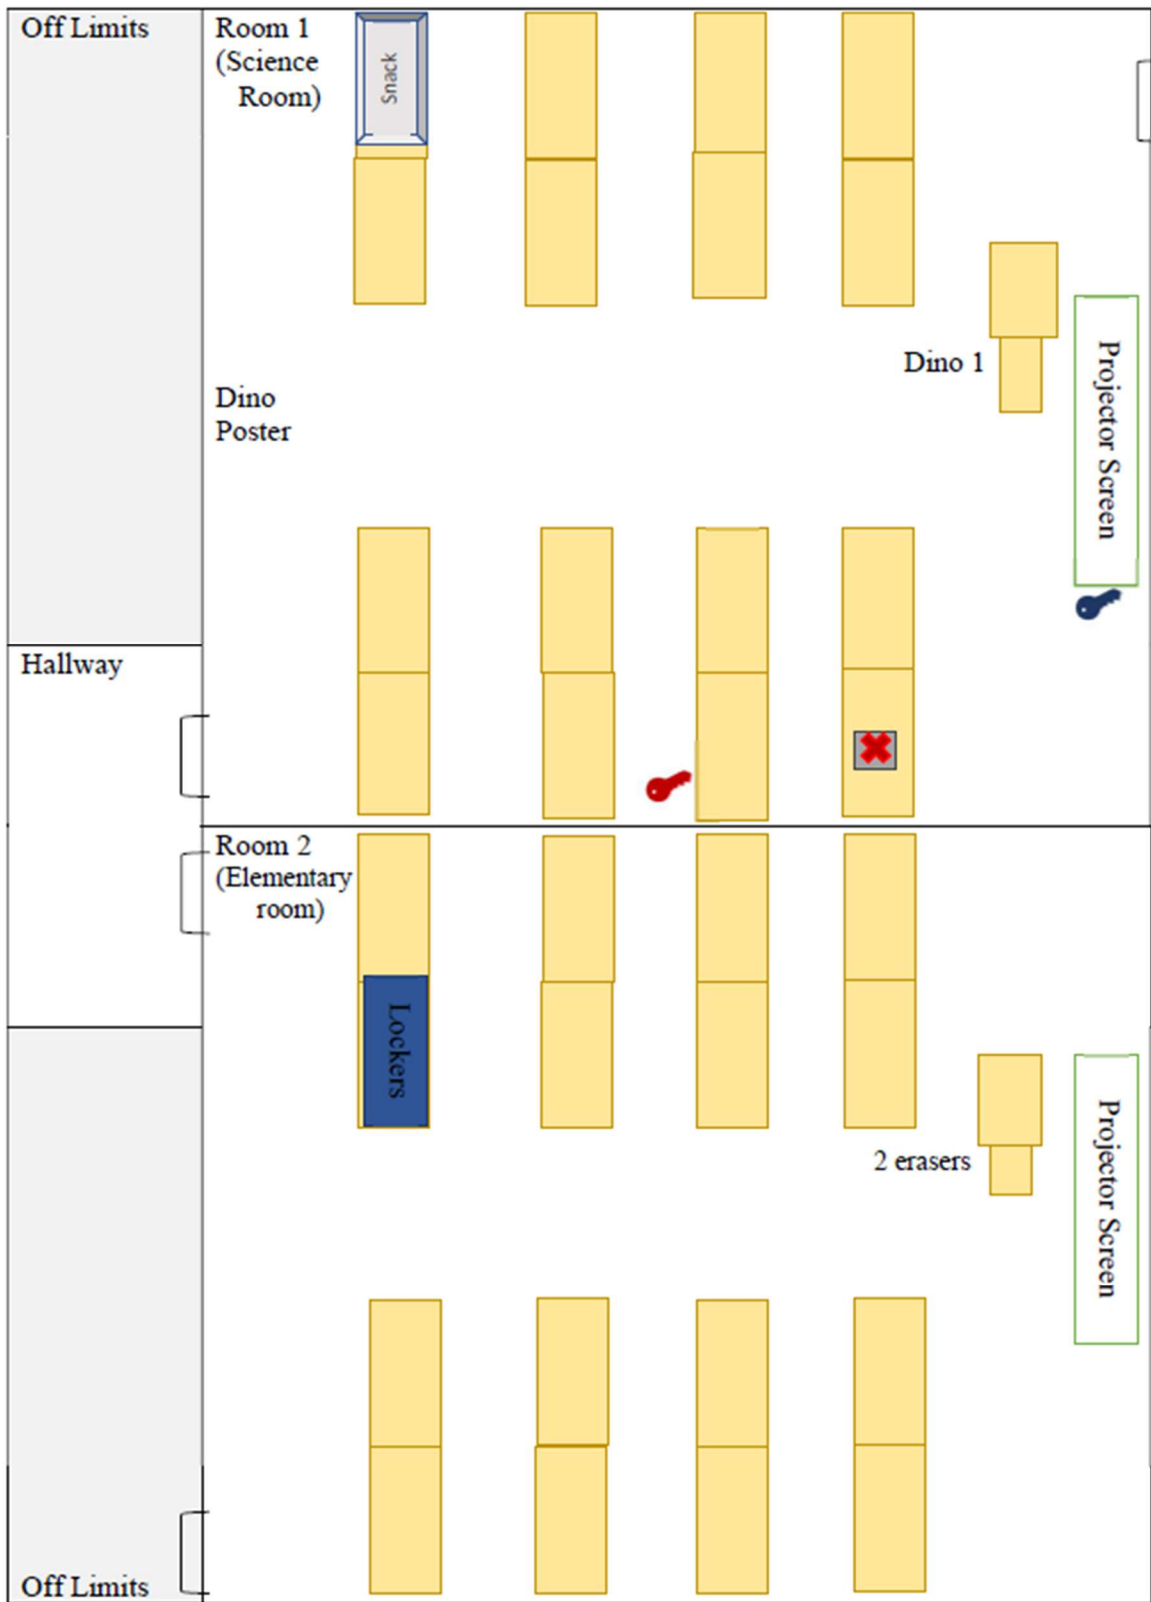 Off Limits
Room 1
(Science
Room)
Snack
Dino 1
Projector Screen
Dino
Poster
Hallway
Room 2
(Elementary
room)
Lockers
2 erasers
Projector Screen
Off Limits